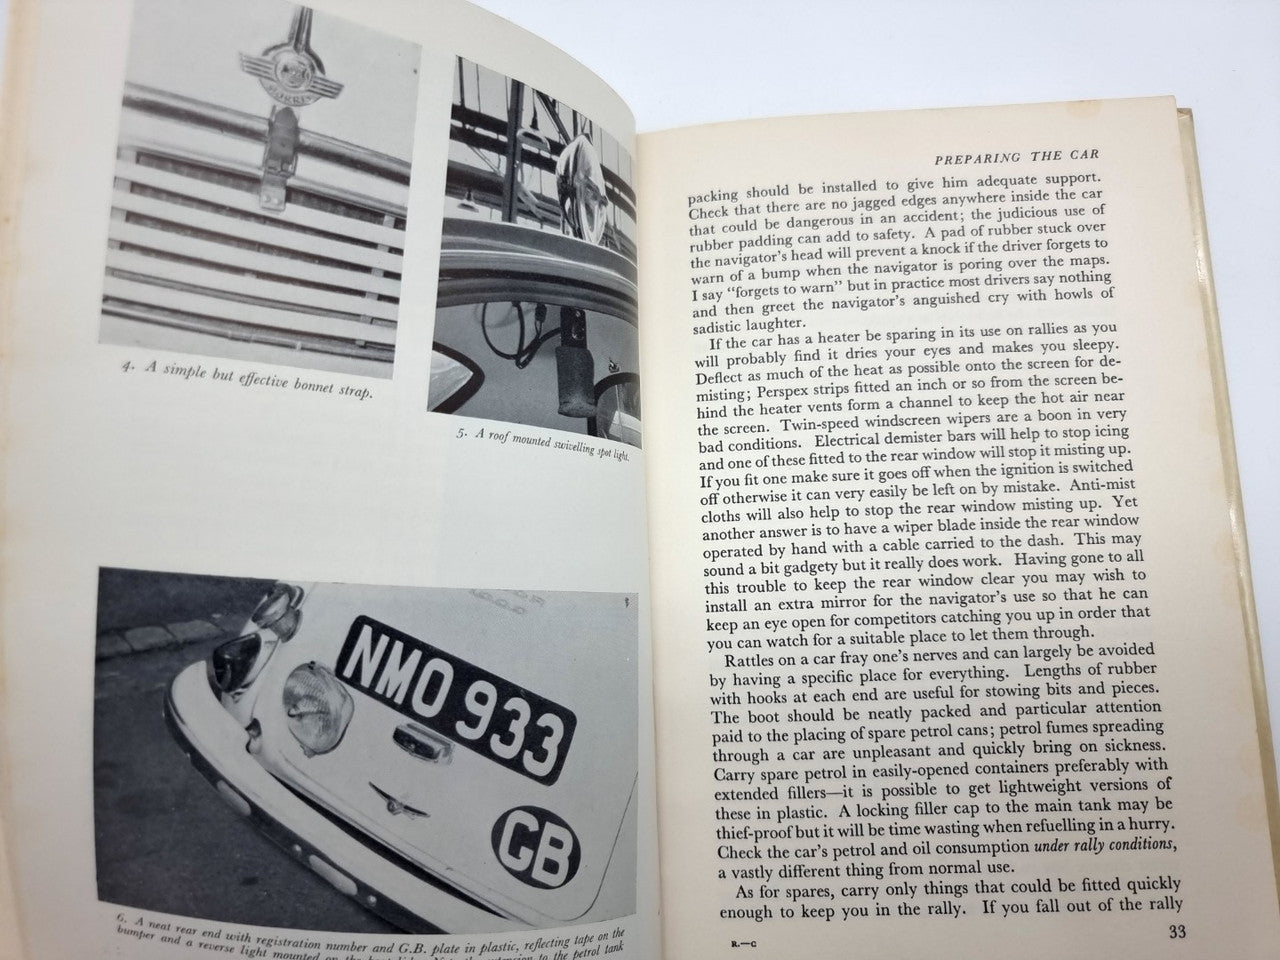 MORRIS
4. A simple but effective bonnet strap.
5. A roof mounted swivelling spot light.
NMO 933
GB
6. A neat rear end with registration number and G.B. plate in plastic, reflecting tape on the
bumper and a reverse light mounted on the boot lid. Note the extension to the petrol tank
PREPARING THE CAR
packing should be installed to give him adequate support.
Check that there are no jagged edges anywhere inside the car
that could be dangerous in an accident; the judicious use of
rubber padding can add to safety. A pad of rubber stuck over
the navigator's head will prevent a knock if the driver forgets to
warn of a bump when the navigator is poring over the maps.
I say "forgets to warn" but in practice most drivers say nothing
and then greet the navigator's anguished cry with howls of
sadistic laughter.
If the car has a heater be sparing in its use on rallies as you
will probably find it dries your eyes and makes you sleepy.
Deflect as much of the heat as possible onto the screen for de-
misting; Perspex strips fitted an inch or so from the screen be-
hind the heater vents form a channel to keep the hot air near
the screen. Twin-speed windscreen wipers are a boon in very
bad conditions. Electrical demister bars will help to stop icing
and one of these fitted to the rear window will stop it misting up.
If you fit one make sure it goes off when the ignition is switched
off otherwise it can very easily be left on by mistake. Anti-mist
cloths will also help to stop the rear window misting up. Yet
another answer is to have a wiper blade inside the rear window
operated by hand with a cable carried to the dash. This may
sound a bit gadgety but it really does work. Having gone to all
this trouble to keep the rear window clear you may wish to
install an extra mirror for the navigator's use so that he can
keep an eye open for competitors catching you up in order that
you can watch for a suitable place to let them through.
Rattles on a car fray one's nerves and can largely be avoided
by having a specific place for everything. Lengths of rubber
with hooks at each end are useful for stowing bits and pieces.
The boot should be neatly packed and particular attention
paid to the placing of spare petrol cans; petrol fumes spreading
through a car are unpleasant and quickly bring on sickness.
Carry spare petrol in easily-opened containers preferably with
extended fillers—it is possible to get lightweight versions of
these in plastic. A locking filler cap to the main tank may be
thief-proof but it will be time wasting when refuelling in a hurry.
Check the car's petrol and oil consumption under rally conditions,
a vastly different thing from normal use.
As for spares, carry only things that could be fitted quickly
enough to keep you in the rally. If you fall out of the rally
R.—C
33